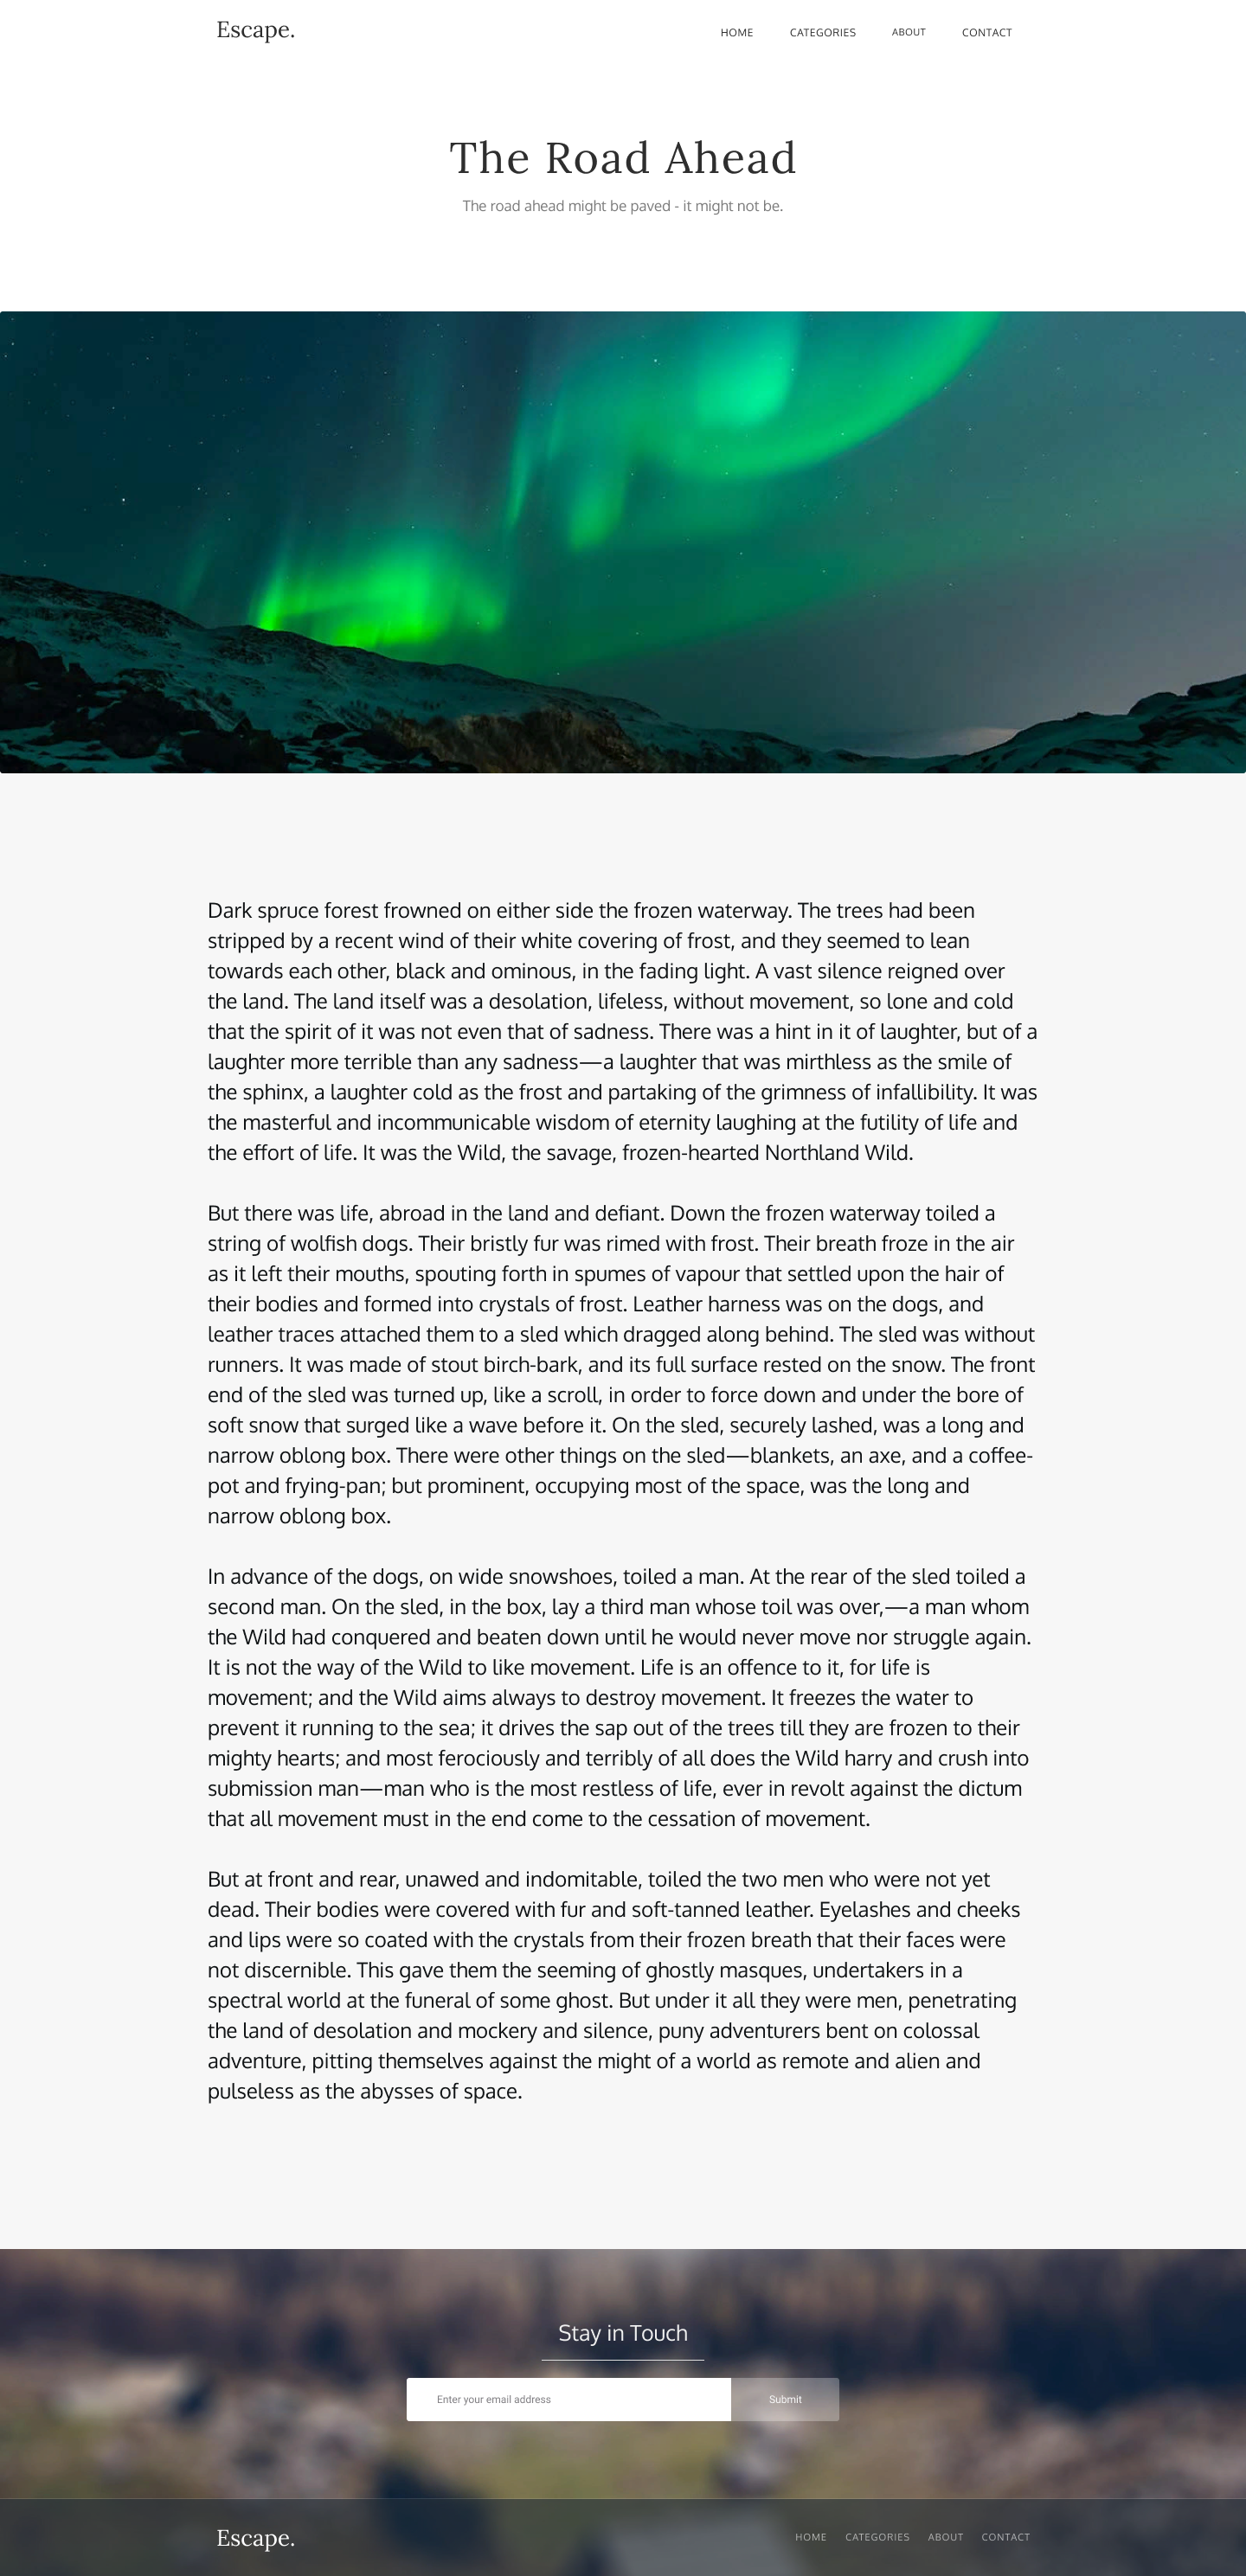 Escape.
HOME CATEGORIES ABOUT CONTACT
The Road Ahead
The road ahead might be paved - it might not be.
Dark spruce forest frowned on either side the frozen waterway. The trees had been
stripped by a recent wind of their white covering of frost, and they seemed to lean
towards each other, black and ominous, in the fading light. A vast silence reigned over
the land. The land itself was a desolation, lifeless, without movement, so lone and cold
that the spirit of it was not even that of sadness. There was a hint in it of laughter, but of a
laughter more terrible than any sadness—a laughter that was mirthless as the smile of
the sphinx, a laughter cold as the frost and partaking of the grimness of infallibility. It was
the masterful and incommunicable wisdom of eternity laughing at the futility of life and
the effort of life. It was the Wild, the savage, frozen-hearted Northland Wild.
But there was life, abroad in the land and defiant. Down the frozen waterway toiled a
string of wolfish dogs. Their bristly fur was rimed with frost. Their breath froze in the air
as it left their mouths, spouting forth in spumes of vapour that settled upon the hair of
their bodies and formed into crystals of frost. Leather harness was on the dogs, and
leather traces attached them to a sled which dragged along behind. The sled was without
runners. It was made of stout birch-bark, and its full surface rested on the snow. The front
end of the sled was turned up, like a scroll, in order to force down and under the bore of
soft snow that surged like a wave before it. On the sled, securely lashed, was a long and
narrow oblong box. There were other things on the sled—blankets, an axe, and a coffee-
pot and frying-pan; but prominent, occupying most of the space, was the long and
narrow oblong box.
In advance of the dogs, on wide snowshoes, toiled a man. At the rear of the sled toiled a
second man. On the sled, in the box, lay a third man whose toil was over,—a man whom
the Wild had conquered and beaten down until he would never move nor struggle again.
It is not the way of the Wild to like movement. Life is an offence to it, for life is
movement; and the Wild aims always to destroy movement. It freezes the water to
prevent it running to the sea; it drives the sap out of the trees till they are frozen to their
mighty hearts; and most ferociously and terribly of all does the Wild harry and crush into
submission man—man who is the most restless of life, ever in revolt against the dictum
that all movement must in the end come to the cessation of movement.
But at front and rear, unawed and indomitable, toiled the two men who were not yet
dead. Their bodies were covered with fur and soft-tanned leather. Eyelashes and cheeks
and lips were so coated with the crystals from their frozen breath that their faces were
not discernible. This gave them the seeming of ghostly masques, undertakers in a
spectral world at the funeral of some ghost. But under it all they were men, penetrating
the land of desolation and mockery and silence, puny adventurers bent on colossal
adventure, pitting themselves against the might of a world as remote and alien and
pulseless as the abysses of space.
Stay in Touch
Enter your email address Submit
Escape.
HOME CATEGORIES ABOUT CONTACT